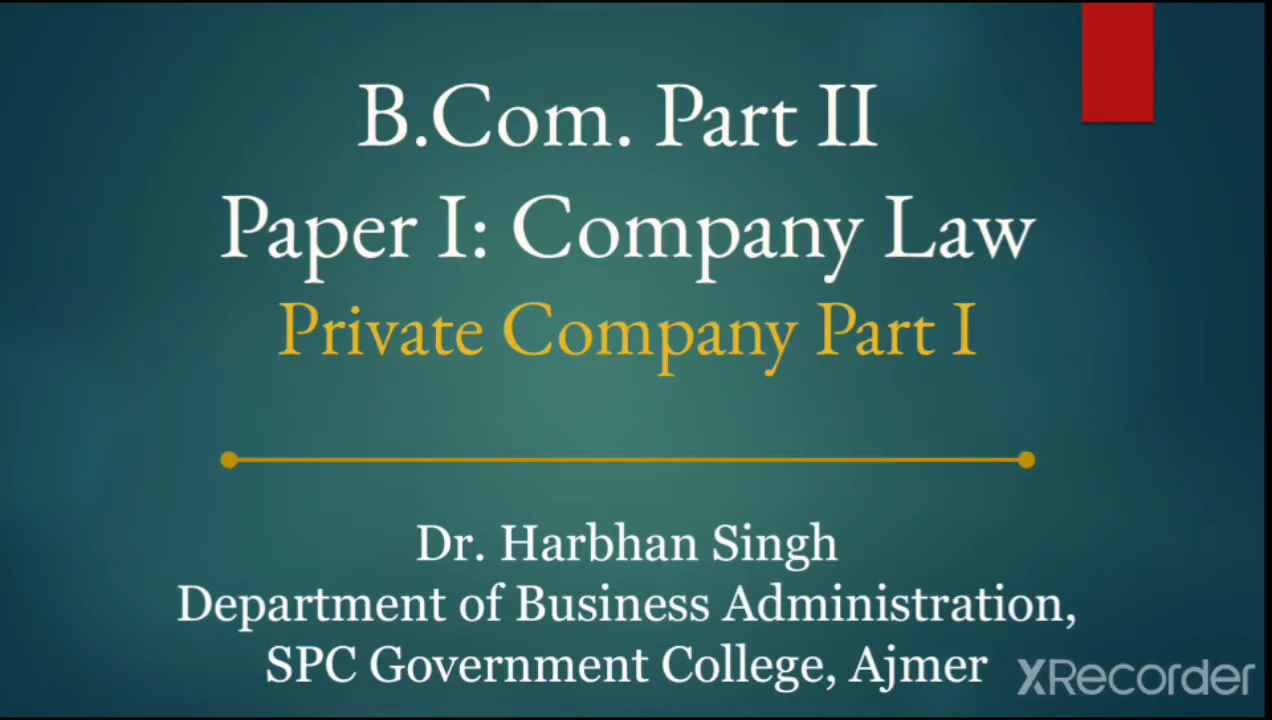 B.Com. Part II
Paper I: Company Law
Private Company Part I
Dr. Harbhan Singh
Department of Business Administration,
SPC Government College, Ajmer
XRecorder